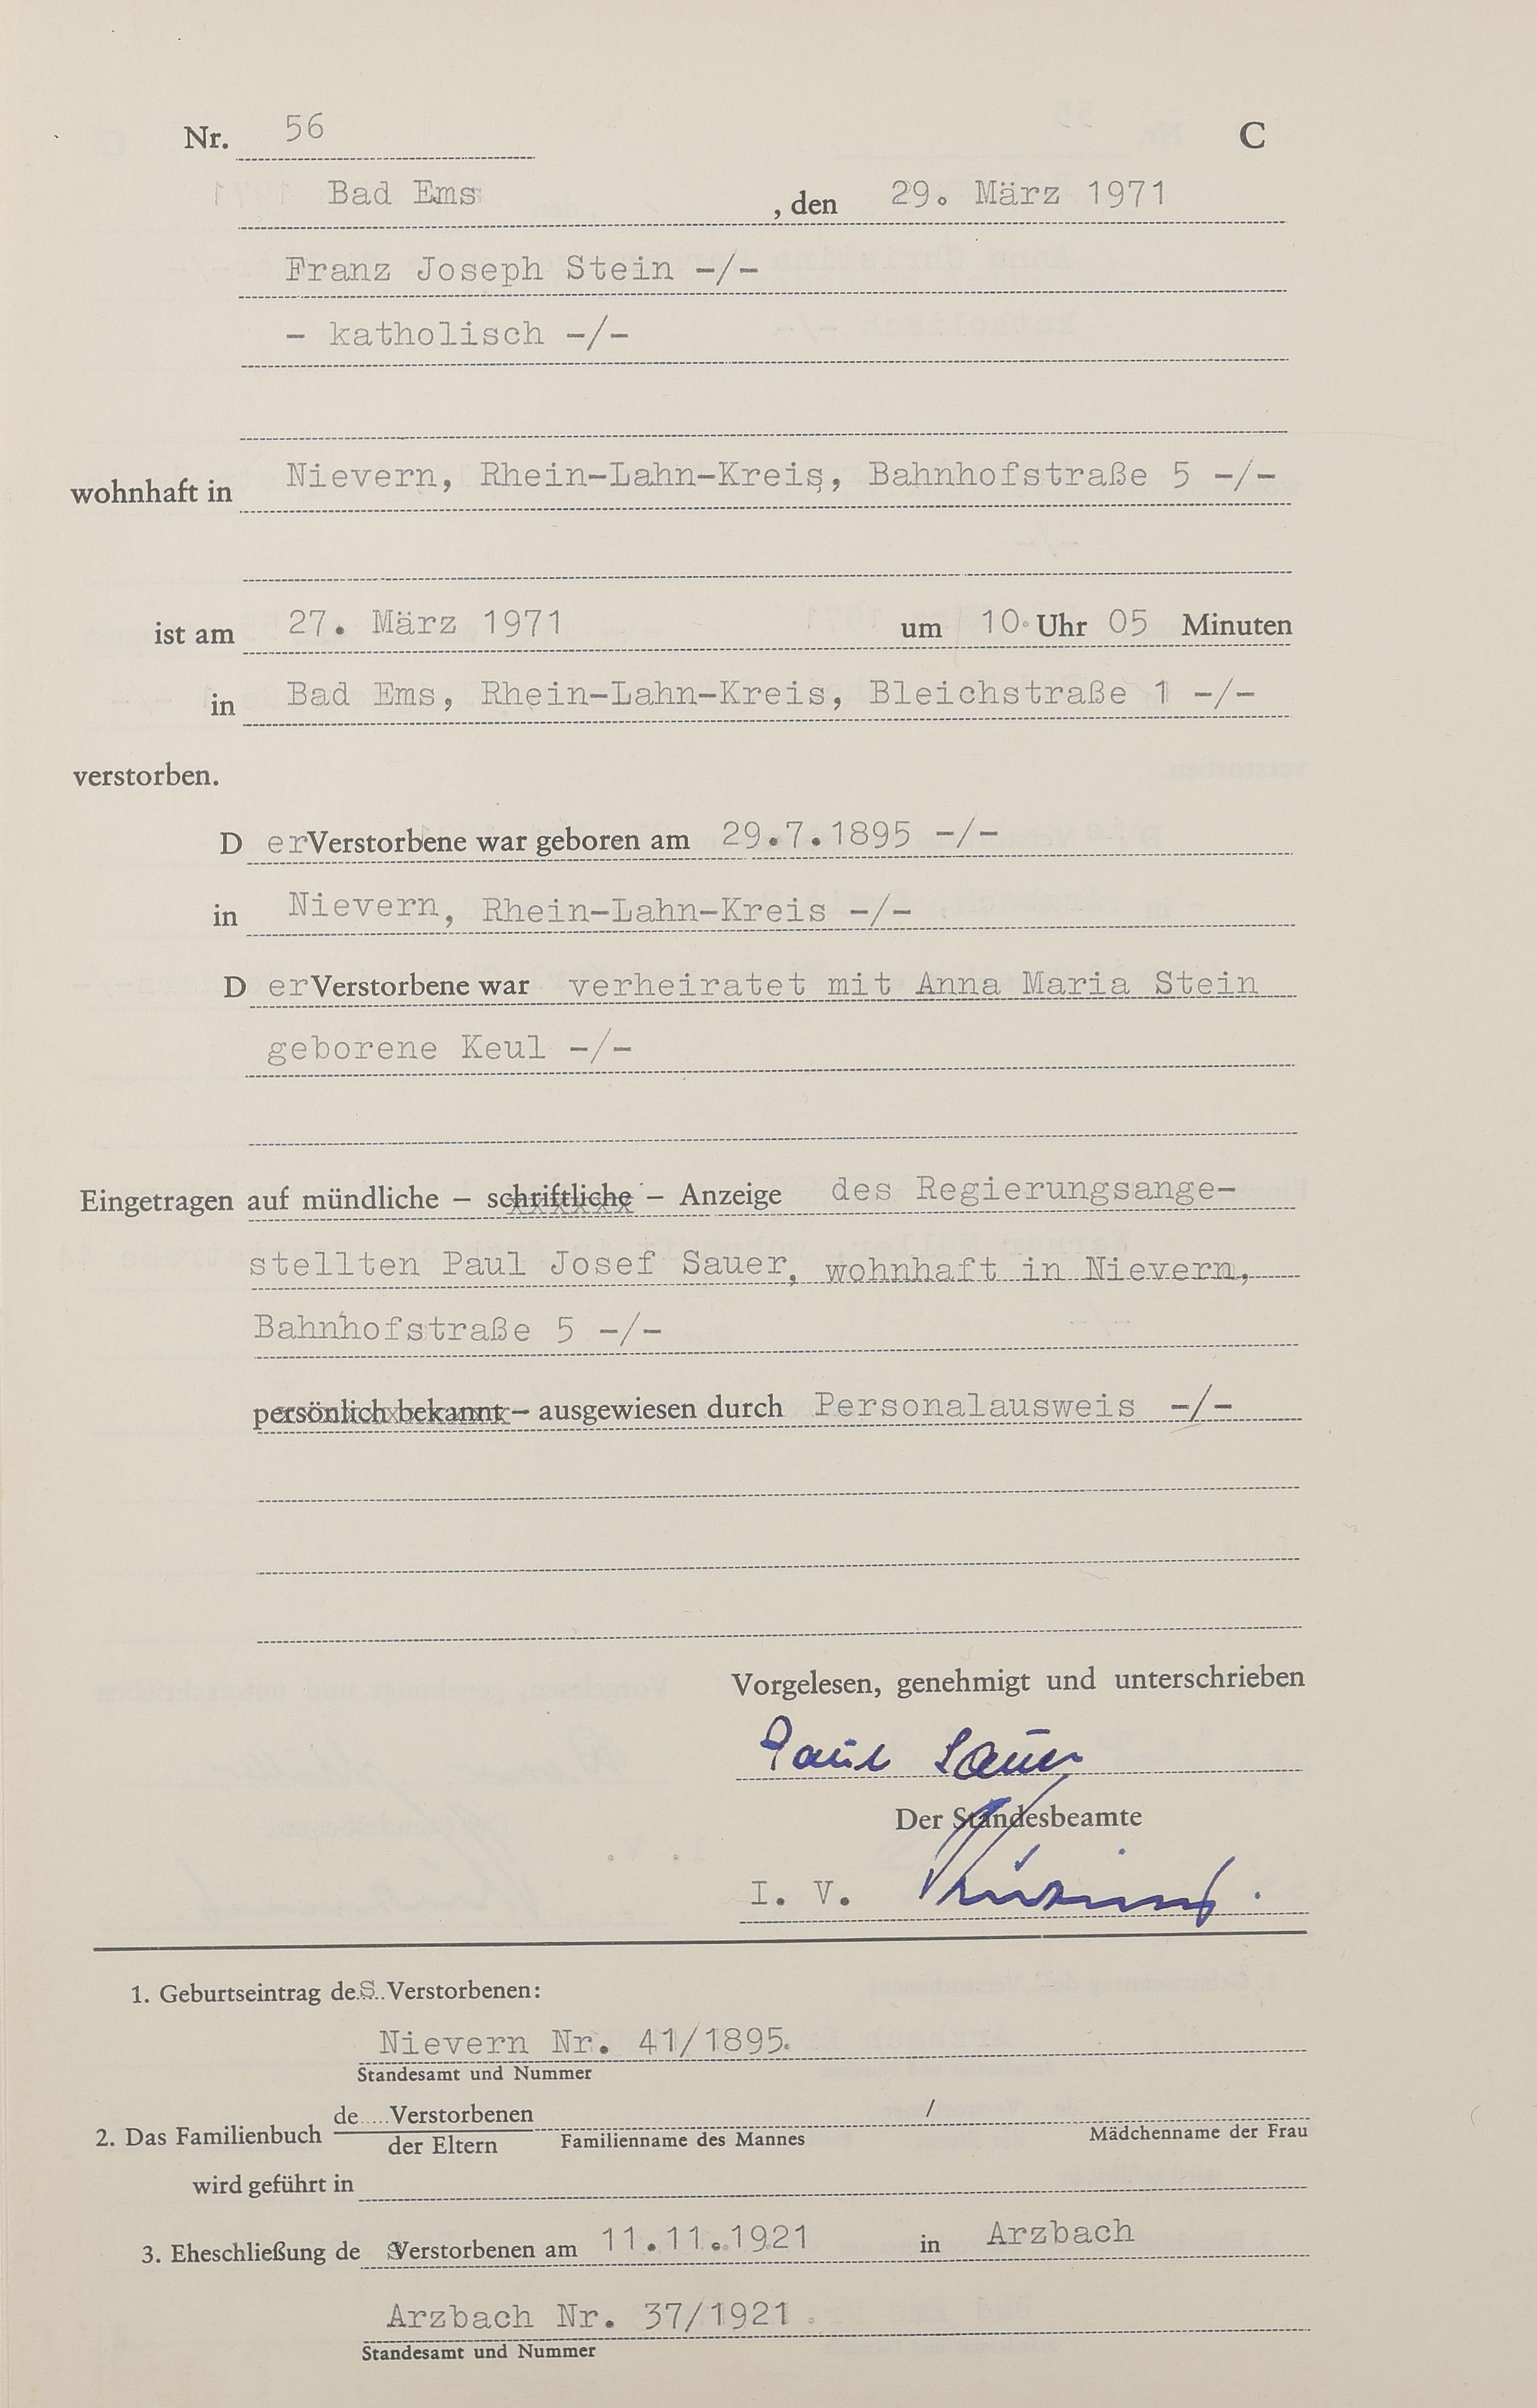 Nr. 56 C
Bad Ems , den 29. März 1971
Franz Joseph Stein -/-
- katholisch -/-
wohnhaft in Nievern, Rhein-Lahn-Kreis, Bahnhofstraße 5 -/-
ist am 27. März 1971 um 10 Uhr 05 Minuten
in Bad Ems, Rhein-Lahn-Kreis, Bleichstraße 1 -/-
verstorben.
D er Verstorbene war geboren am 29.7.1895 -/-
in Nievern, Rhein-Lahn-Kreis -/-
D er Verstorbene war verheiratet mit Anna Maria Stein
geborene Keul -/-
Eingetragen auf mündliche – schriftliche – Anzeige des Regierungsange-
stellten Paul Josef Sauer, wohnhaft in Nievern,
Bahnhofstraße 5 -/-
persönlich bekannt – ausgewiesen durch Personalausweis -/-
Vorgelesen, genehmigt und unterschrieben
Paul Sauer
Der Standesbeamte
I. V.
1. Geburtseintrag des Verstorbenen:
Nievern Nr. 41/1895.
Standesamt und Nummer
2. Das Familienbuch de..... Verstorbenen /
der Eltern Familienname des Mannes Mädchenname der Frau
wird geführt in
3. Eheschließung des Verstorbenen am 11.11.1921 in Arzbach
Arzbach Nr. 37/1921.
Standesamt und Nummer